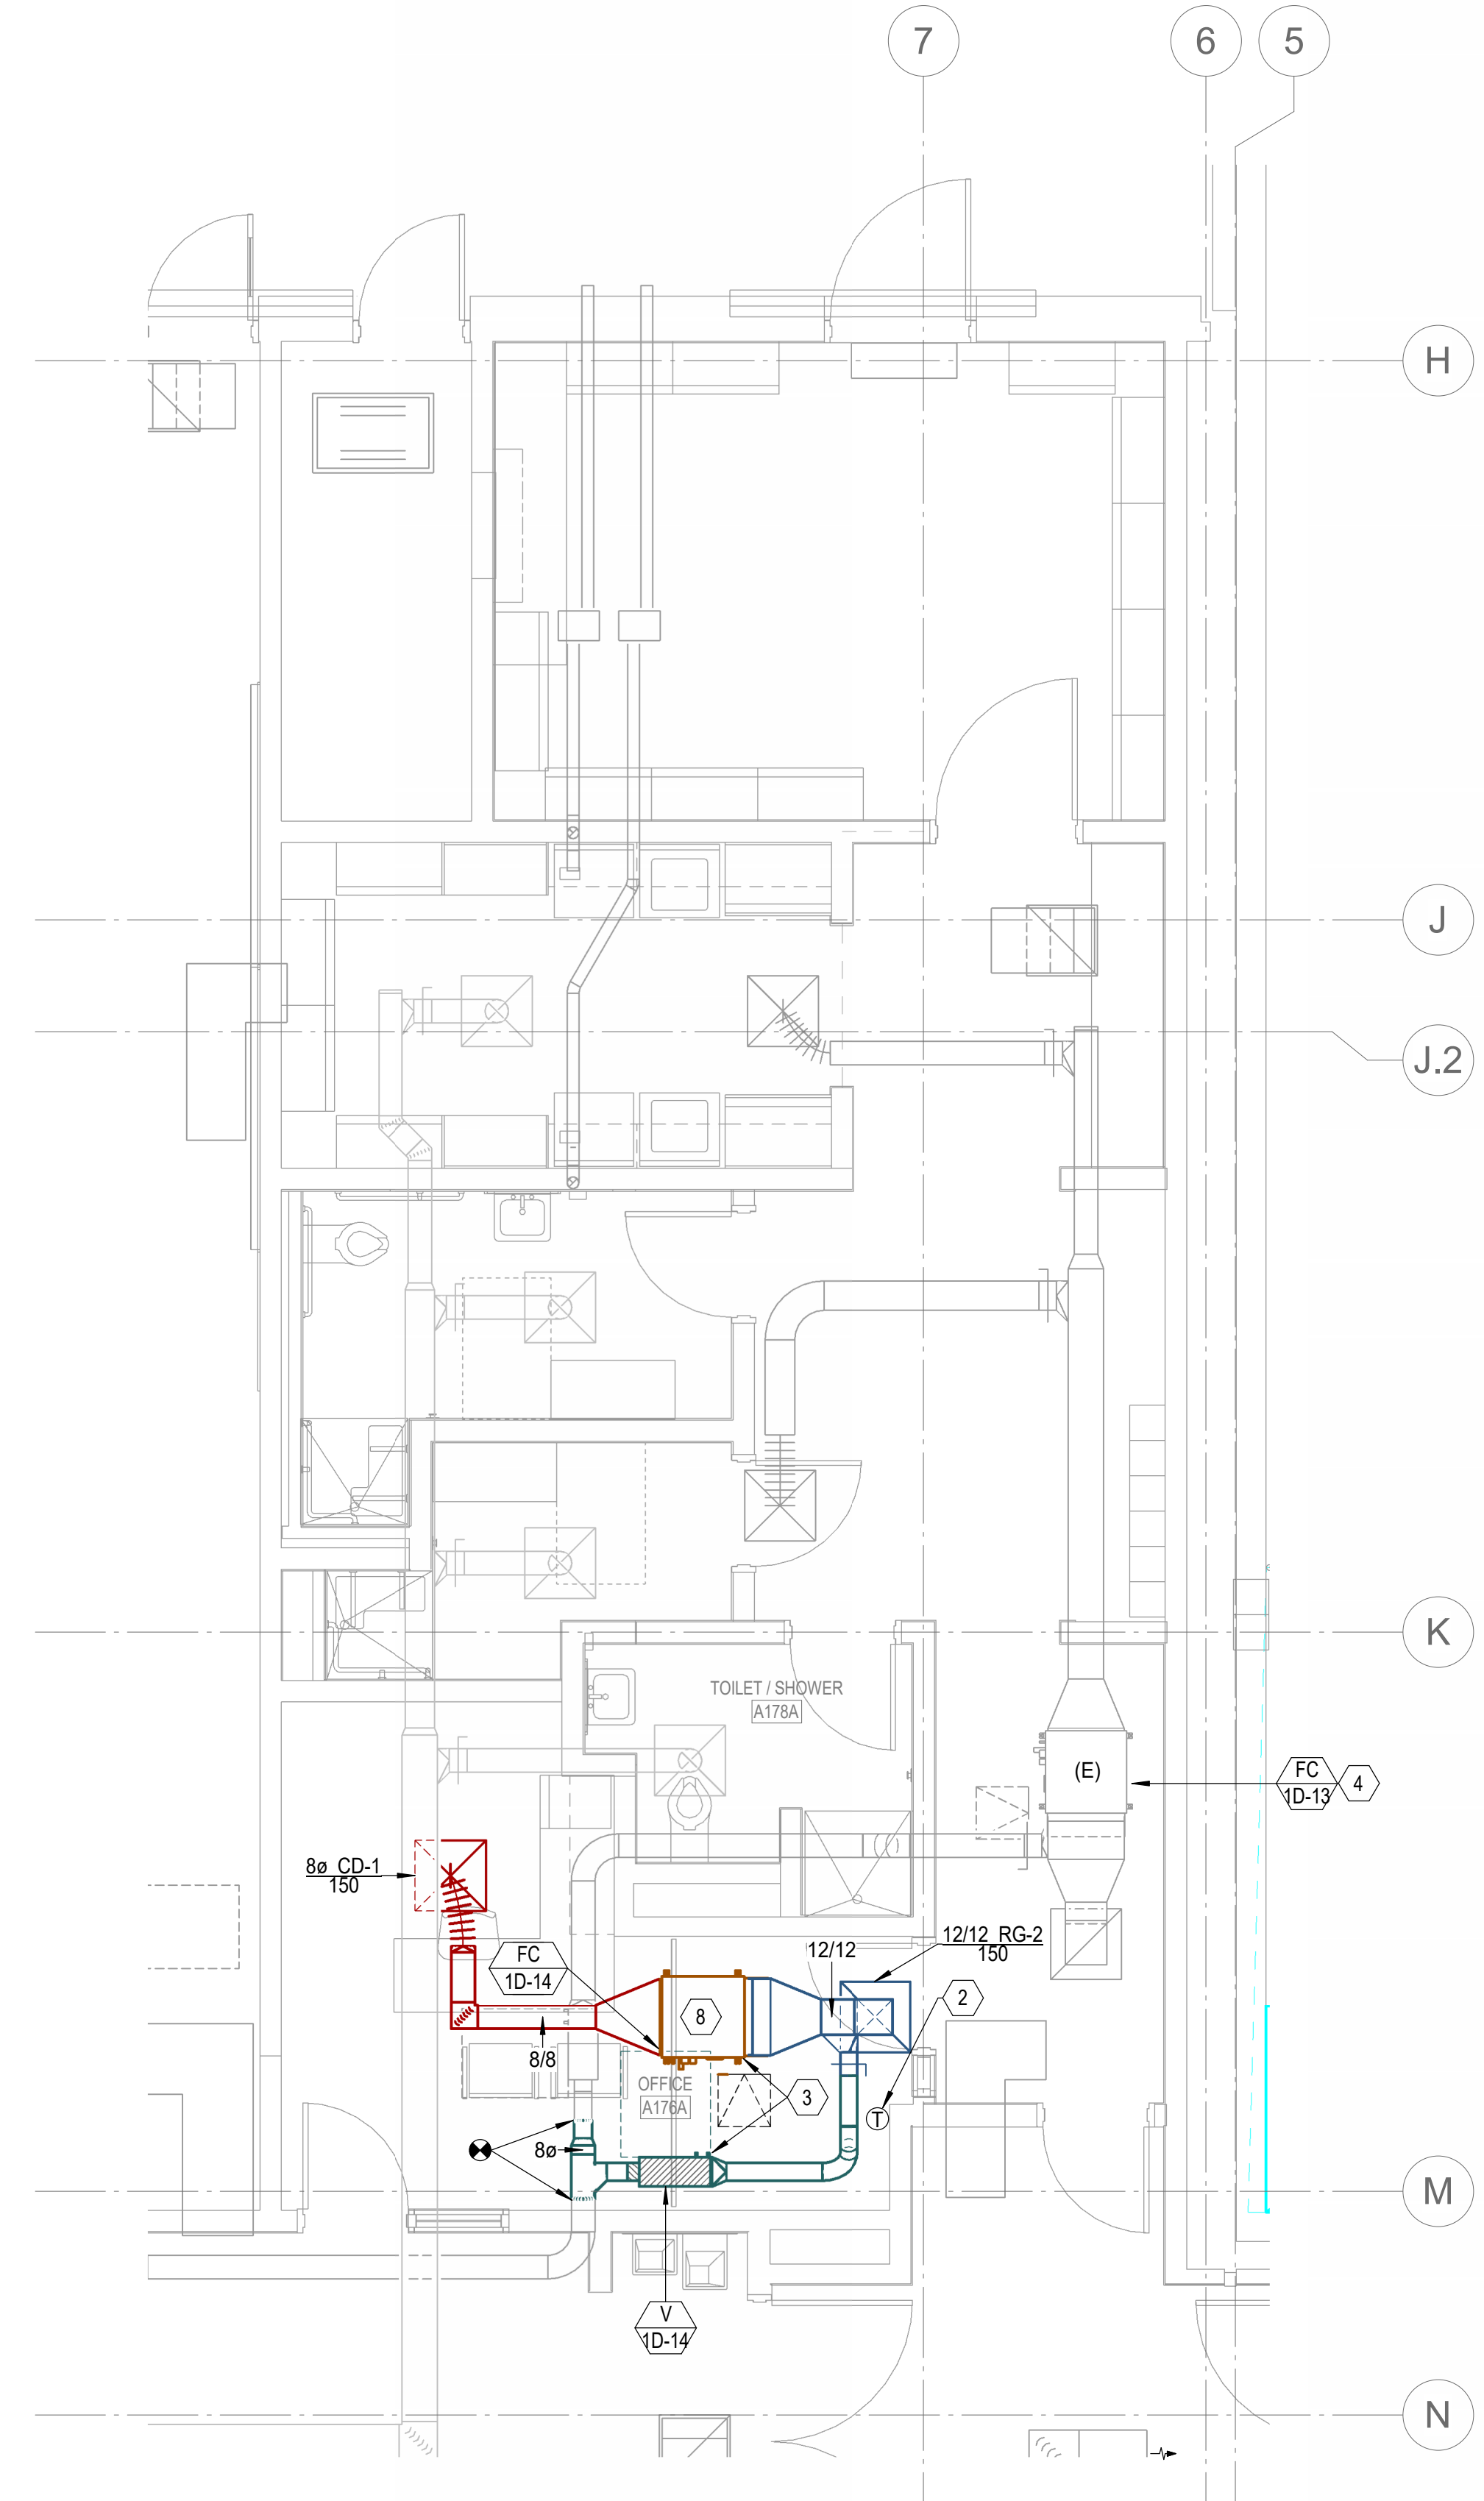 7
6
5
H
J
J.2
K
TOILET / SHOWER
A178A
(E)
FC
1D-13
4
8ø CD-1
150
FC
1D-14
12/12
12/12 RG-2
150
2
8
8/8
OFFICE
A176A
3
T
8ø
M
V
1D-14
N